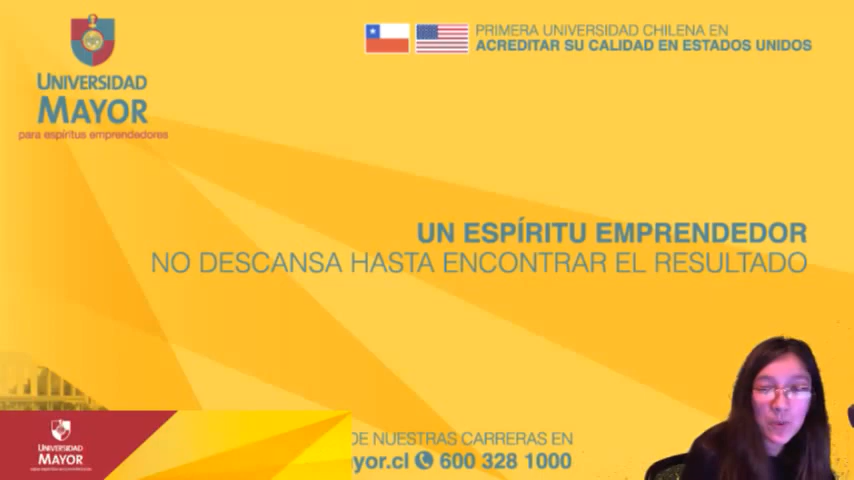 UNIVERSIDAD
MAYOR
para espíritus emprendedores
PRIMERA UNIVERSIDAD CHILENA EN
ACREDITAR SU CALIDAD EN ESTADOS UNIDOS
UN ESPÍRITU EMPRENDEDOR
NO DESCANSA HASTA ENCONTRAR EL RESULTADO
DE NUESTRAS CARRERAS EN
yor.cl 600 328 1000
UNIVERSIDAD
MAYOR